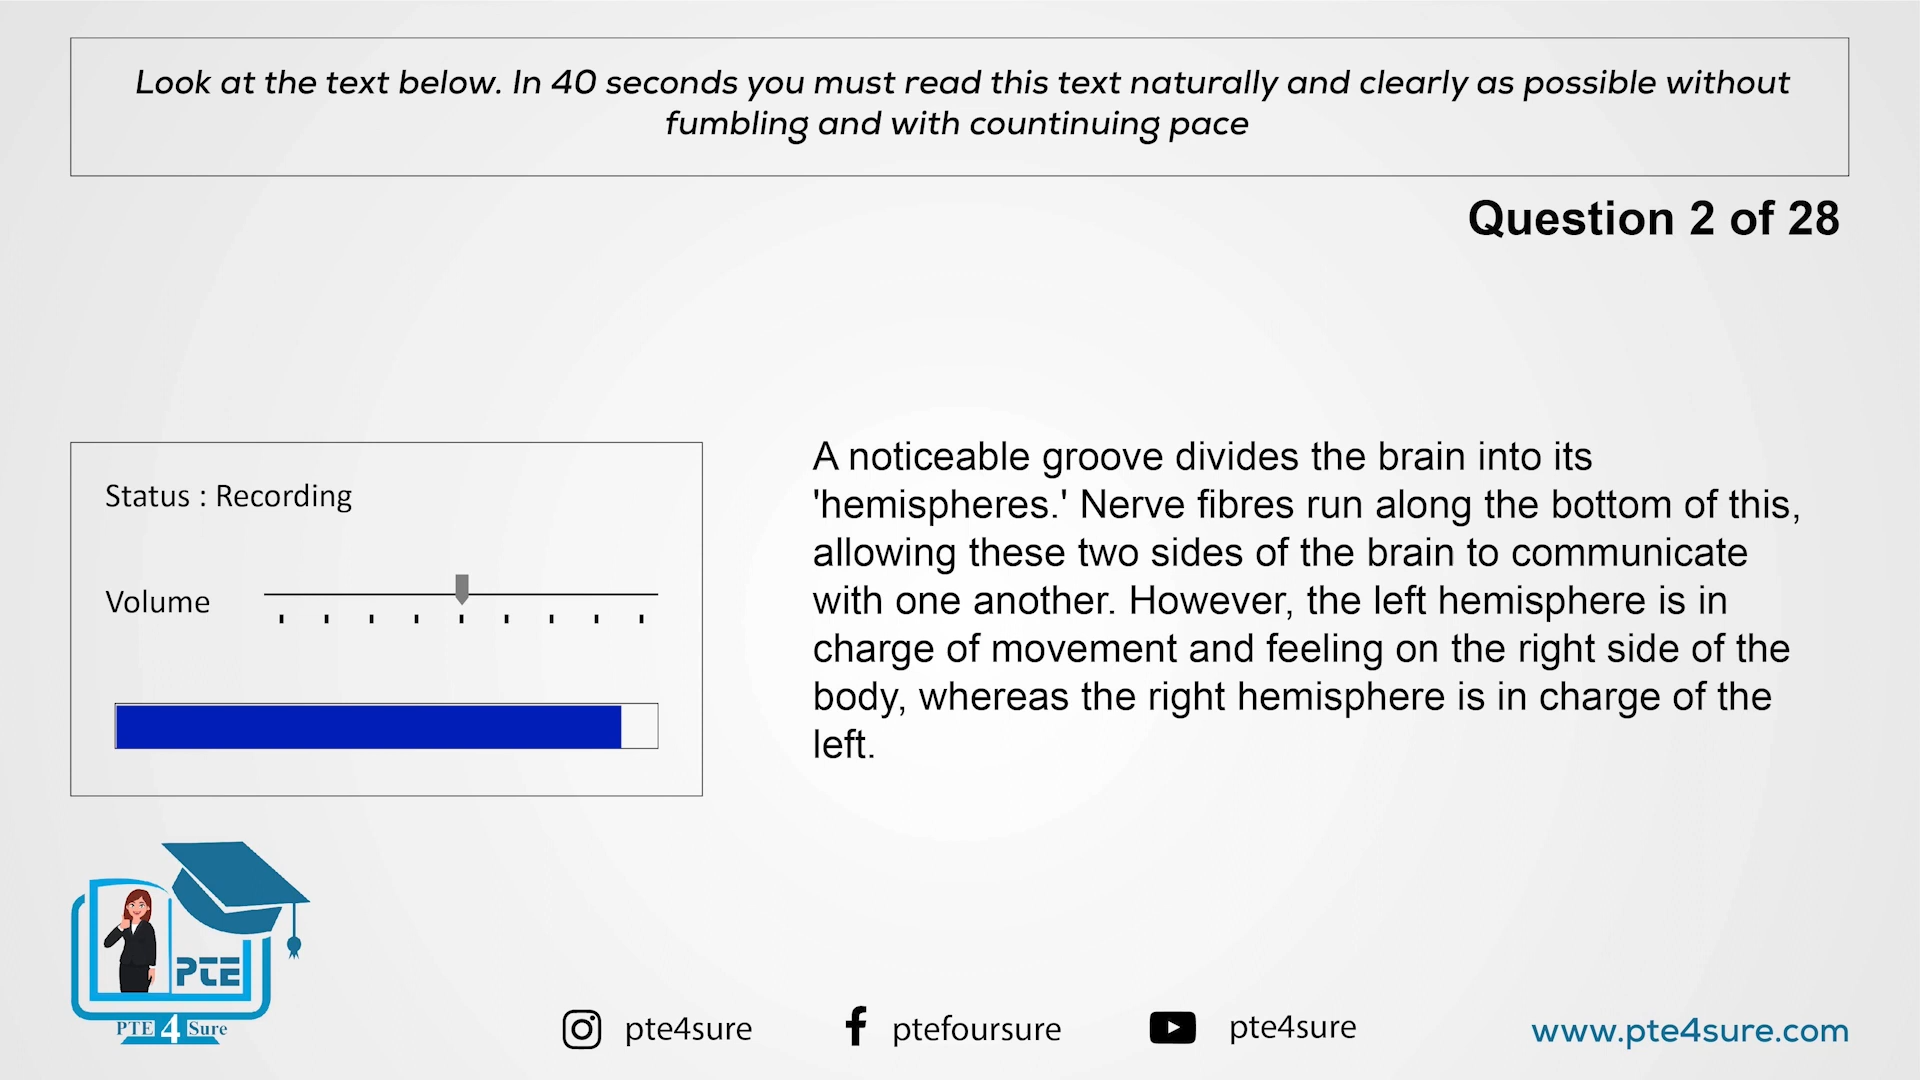 Look at the text below. In 40 seconds you must read this text naturally and clearly as possible without
fumbling and with countinuing pace
Question 2 of 28
Status : Recording
Volume
A noticeable groove divides the brain into its
'hemispheres.' Nerve fibres run along the bottom of this,
allowing these two sides of the brain to communicate
with one another. However, the left hemisphere is in
charge of movement and feeling on the right side of the
body, whereas the right hemisphere is in charge of the
left.
PTE
PTE 4 Sure
pte4sure
ptefoursure
pte4sure
www.pte4sure.com